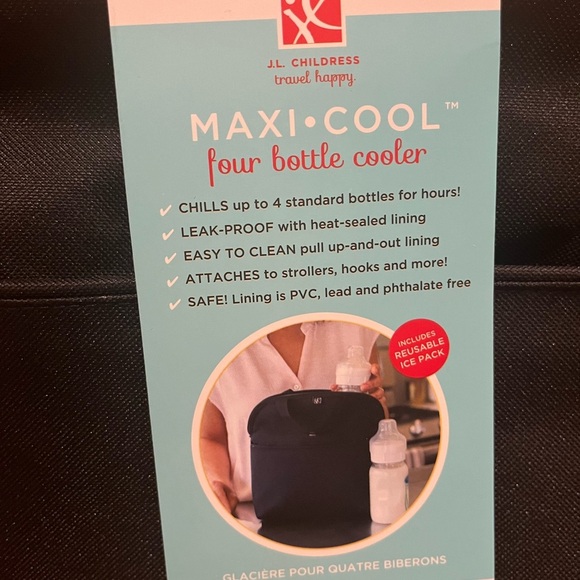 J.L. CHILDRESS
travel happy.
MAXI•COOL™
four bottle cooler
✓ CHILLS up to 4 standard bottles for hours!
✓ LEAK-PROOF with heat-sealed lining
✓ EASY TO CLEAN pull up-and-out lining
✓ ATTACHES to strollers, hooks and more!
✓ SAFE! Lining is PVC, lead and phthalate free
INCLUDES
REUSABLE
ICE PACK
GLACIÈRE POUR QUATRE BIBERONS